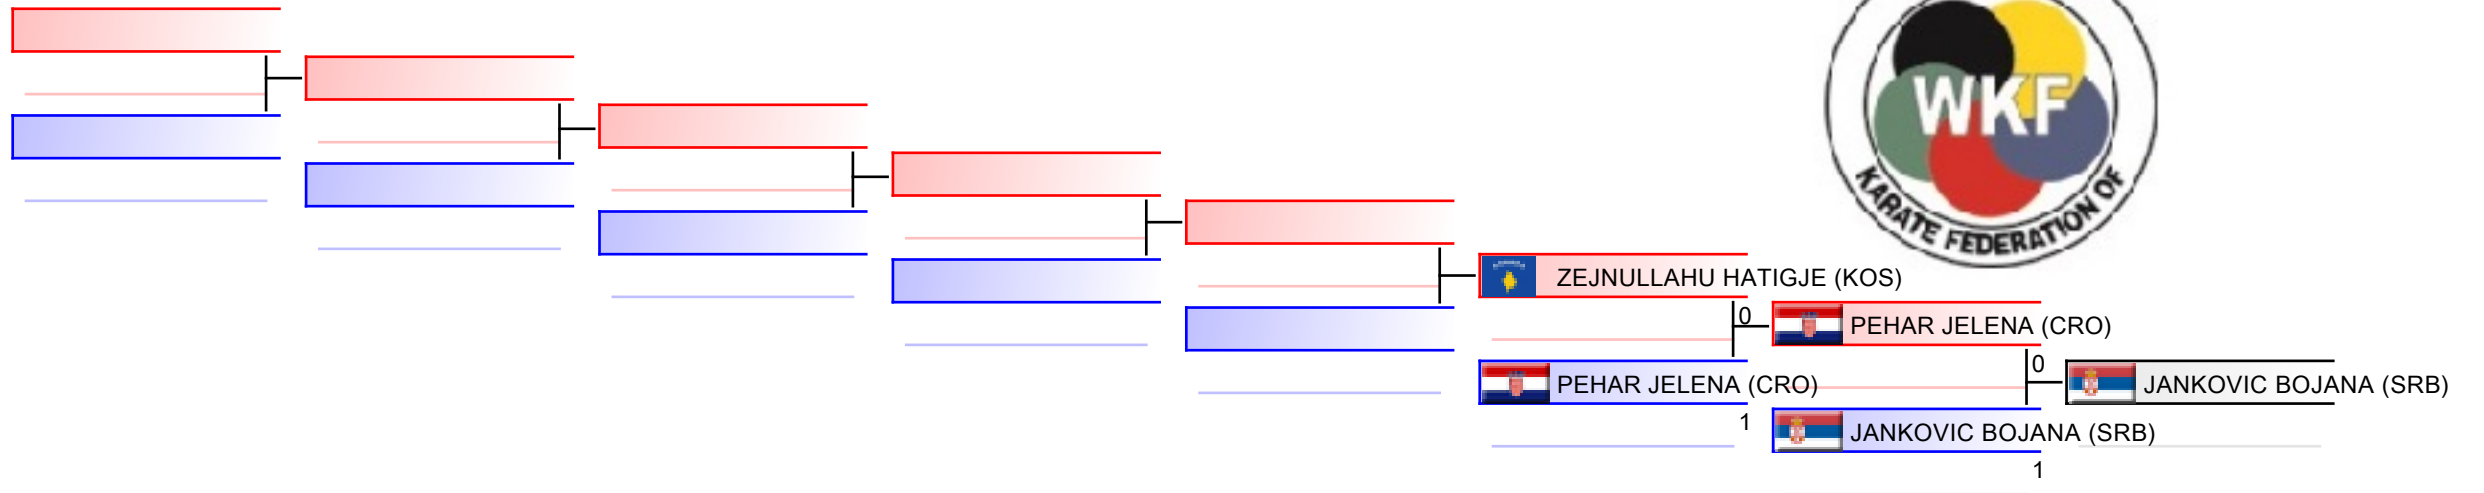 WKF
KARATE FEDERATION OF
ZEJNULLAHU HATIGJE (KOS)
0
PEHAR JELENA (CRO)
PEHAR JELENA (CRO)
1
0
JANKOVIC BOJANA (SRB)
JANKOVIC BOJANA (SRB)
1